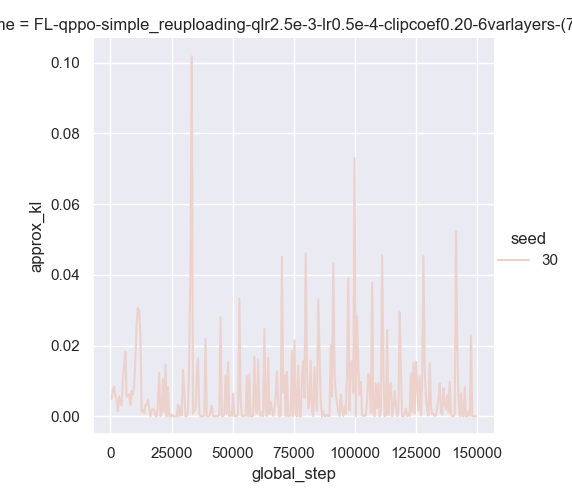 me = FL-qppo-simple_reuploading-qlr2.5e-3-lr0.5e-4-clipcoef0.20-6varlayers-(7
0.10
0.08
0.06
0.04
0.02
0.00
approx_kl
0 25000 50000 75000 100000 125000 150000
global_step
seed
30